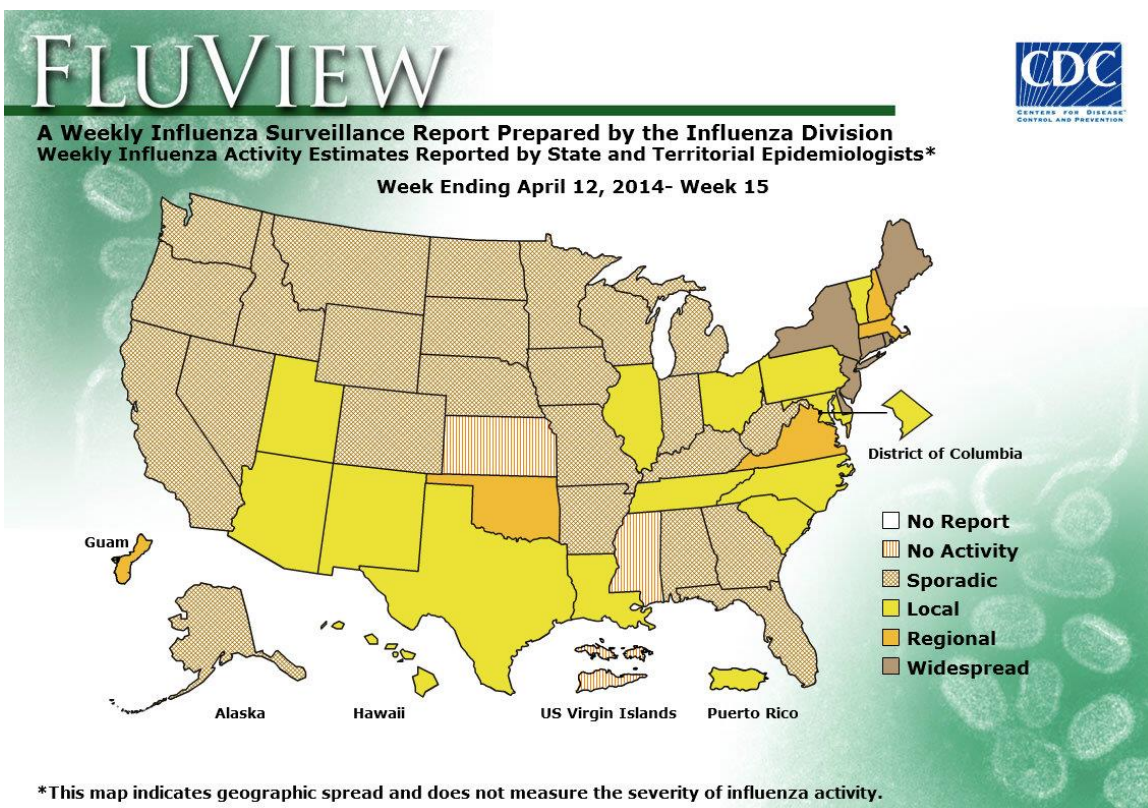 FLUVIEW
CDC
CENTERS FOR DISEASE
CONTROL AND PREVENTION
A Weekly Influenza Surveillance Report Prepared by the Influenza Division
Weekly Influenza Activity Estimates Reported by State and Territorial Epidemiologists*
Week Ending April 12, 2014- Week 15
District of Columbia
Guam
No Report
No Activity
Sporadic
Local
Regional
Widespread
Alaska
Hawaii
US Virgin Islands
Puerto Rico
*This map indicates geographic spread and does not measure the severity of influenza activity.